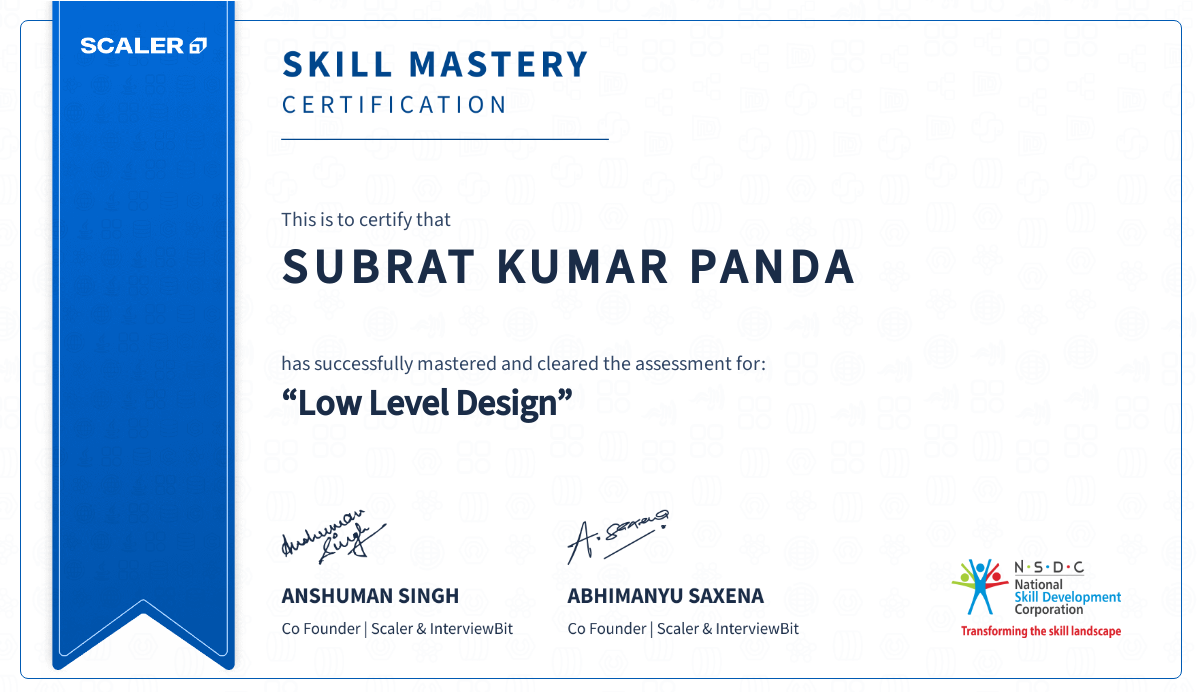 SCALER
SKILL MASTERY
CERTIFICATION
This is to certify that
SUBRAT KUMAR PANDA
has successfully mastered and cleared the assessment for:
“Low Level Design”
Anshuman Singh
A. Saxena
ANSHUMAN SINGH
Co Founder | Scaler & InterviewBit
ABHIMANYU SAXENA
Co Founder | Scaler & InterviewBit
N·S·D·C
National
Skill Development
Corporation
Transforming the skill landscape